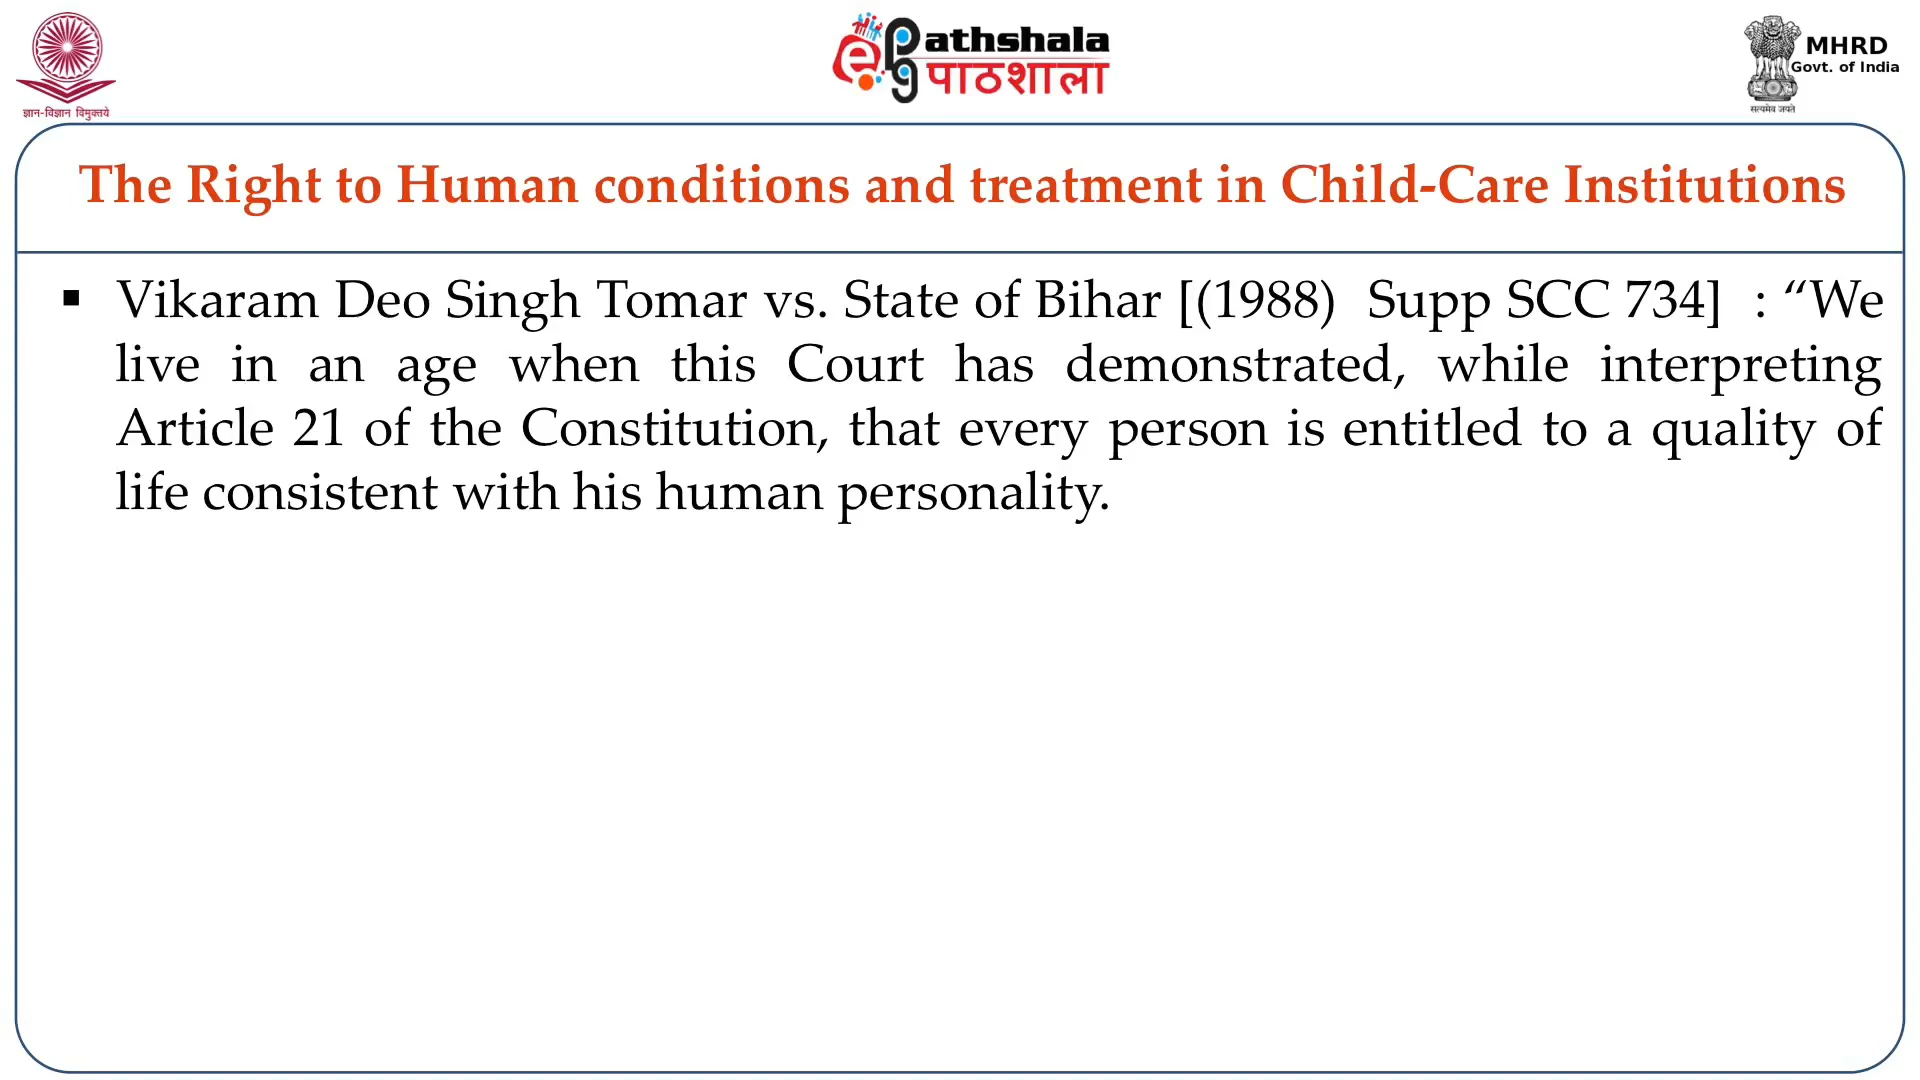 ज्ञान-विज्ञान विमुक्तये
ePathshala
पाठशाला
MHRD
Govt. of India
सत्यमेव जयते
The Right to Human conditions and treatment in Child-Care Institutions
▪ Vikaram Deo Singh Tomar vs. State of Bihar [(1988) Supp SCC 734] : “We
live in an age when this Court has demonstrated, while interpreting
Article 21 of the Constitution, that every person is entitled to a quality of
life consistent with his human personality.